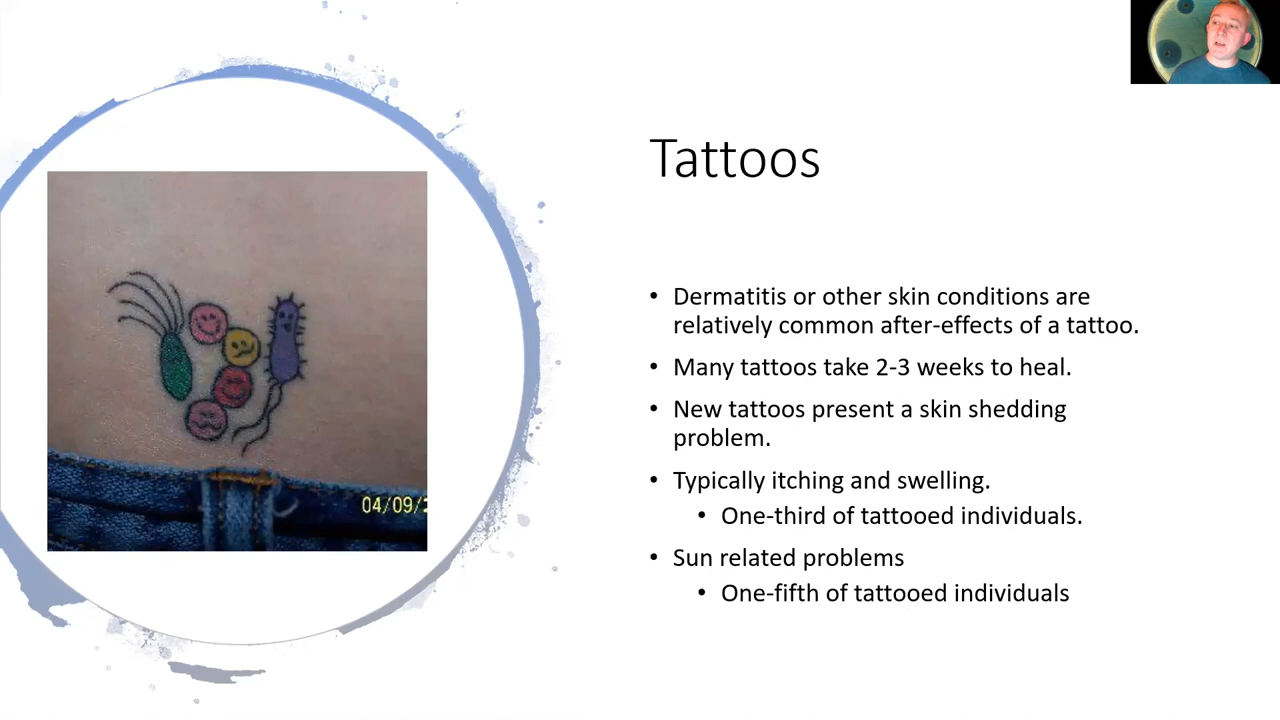 Tattoos
• Dermatitis or other skin conditions are
relatively common after-effects of a tattoo.
• Many tattoos take 2-3 weeks to heal.
• New tattoos present a skin shedding
problem.
• Typically itching and swelling.
• One-third of tattooed individuals.
• Sun related problems
• One-fifth of tattooed individuals
04/09/